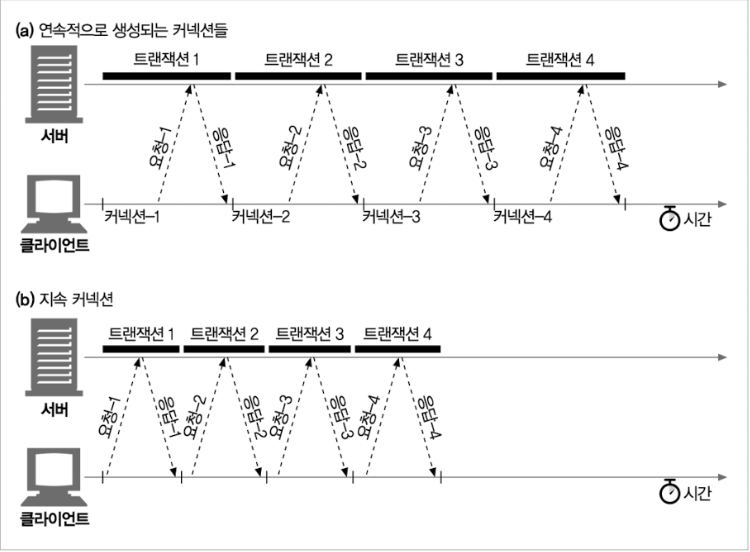 (a) 연속적으로 생성되는 커넥션들
트랜잭션 1 트랜잭션 2 트랜잭션 3 트랜잭션 4
서버
요청-1 응답-1 요청-2 응답-2 요청-3 응답-3 요청-4 응답-4
커넥션-1 커넥션-2 커넥션-3 커넥션-4
시간
클라이언트
(b) 지속 커넥션
트랜잭션 1 트랜잭션 2 트랜잭션 3 트랜잭션 4
서버
요청-1 응답-1 요청-2 응답-2 요청-3 응답-3 요청-4 응답-4
시간
클라이언트